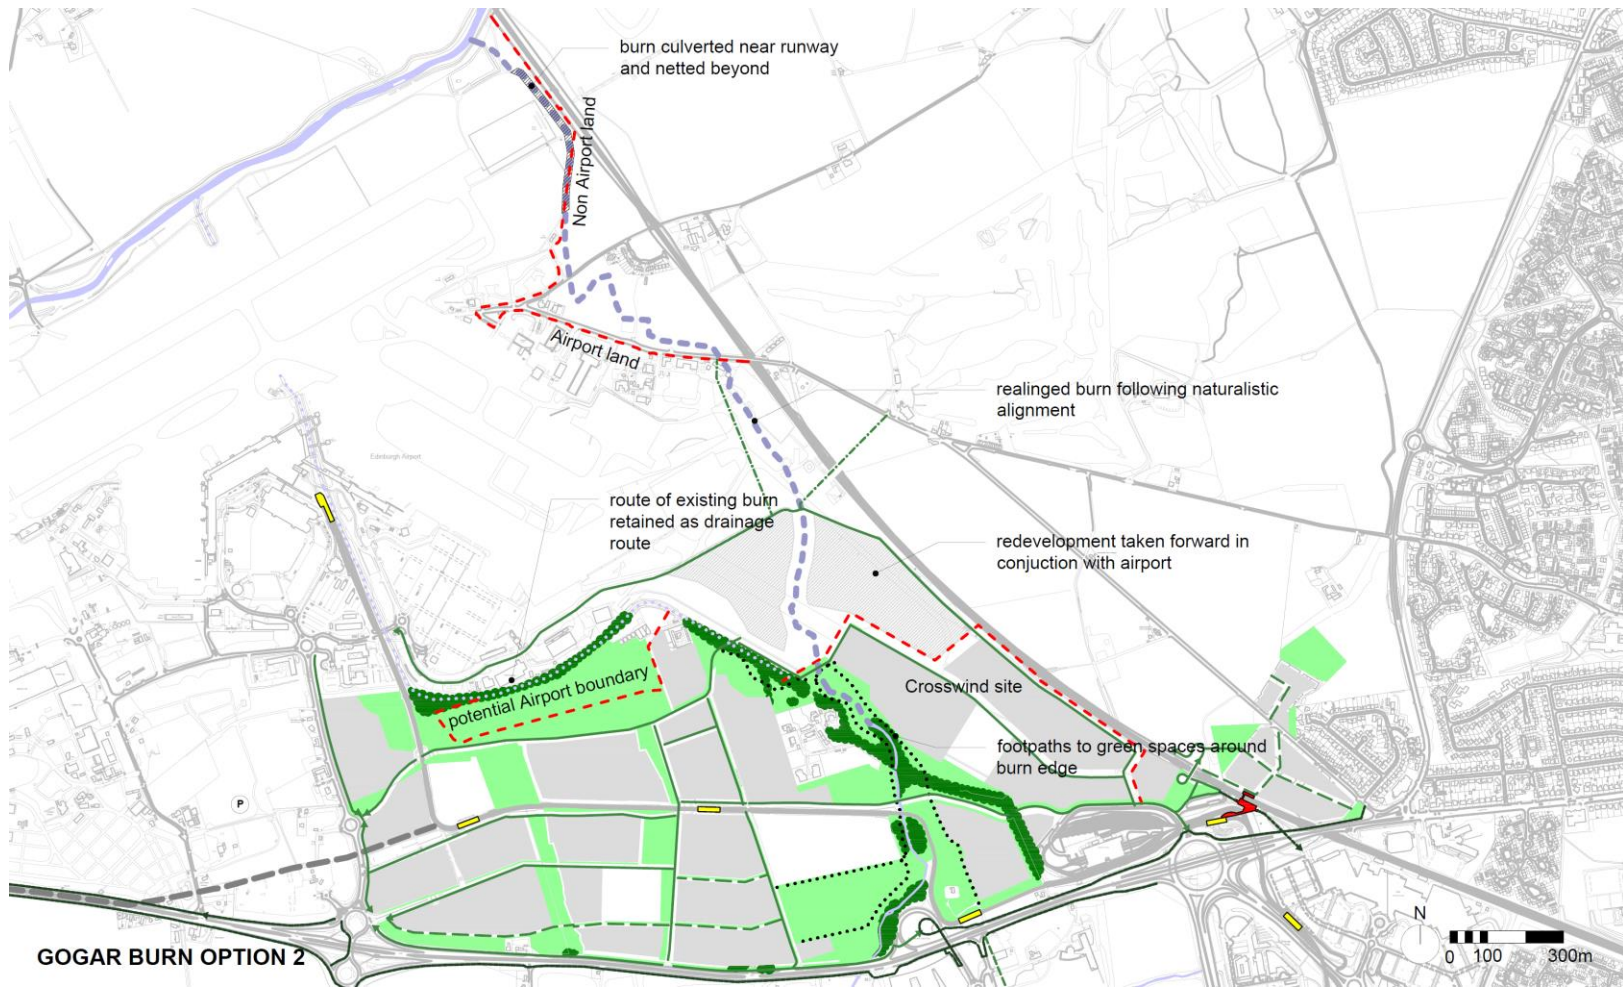 burn culverted near runway
and netted beyond
Non Airport land
Airport land
realinged burn following naturalistic
alignment
Edinburgh Airport
route of existing burn
retained as drainage
route
redevelopment taken forward in
conjuction with airport
potential Airport boundary
Crosswind site
footpaths to green spaces around
burn edge
P
N
GOGAR BURN OPTION 2
0 100 300m